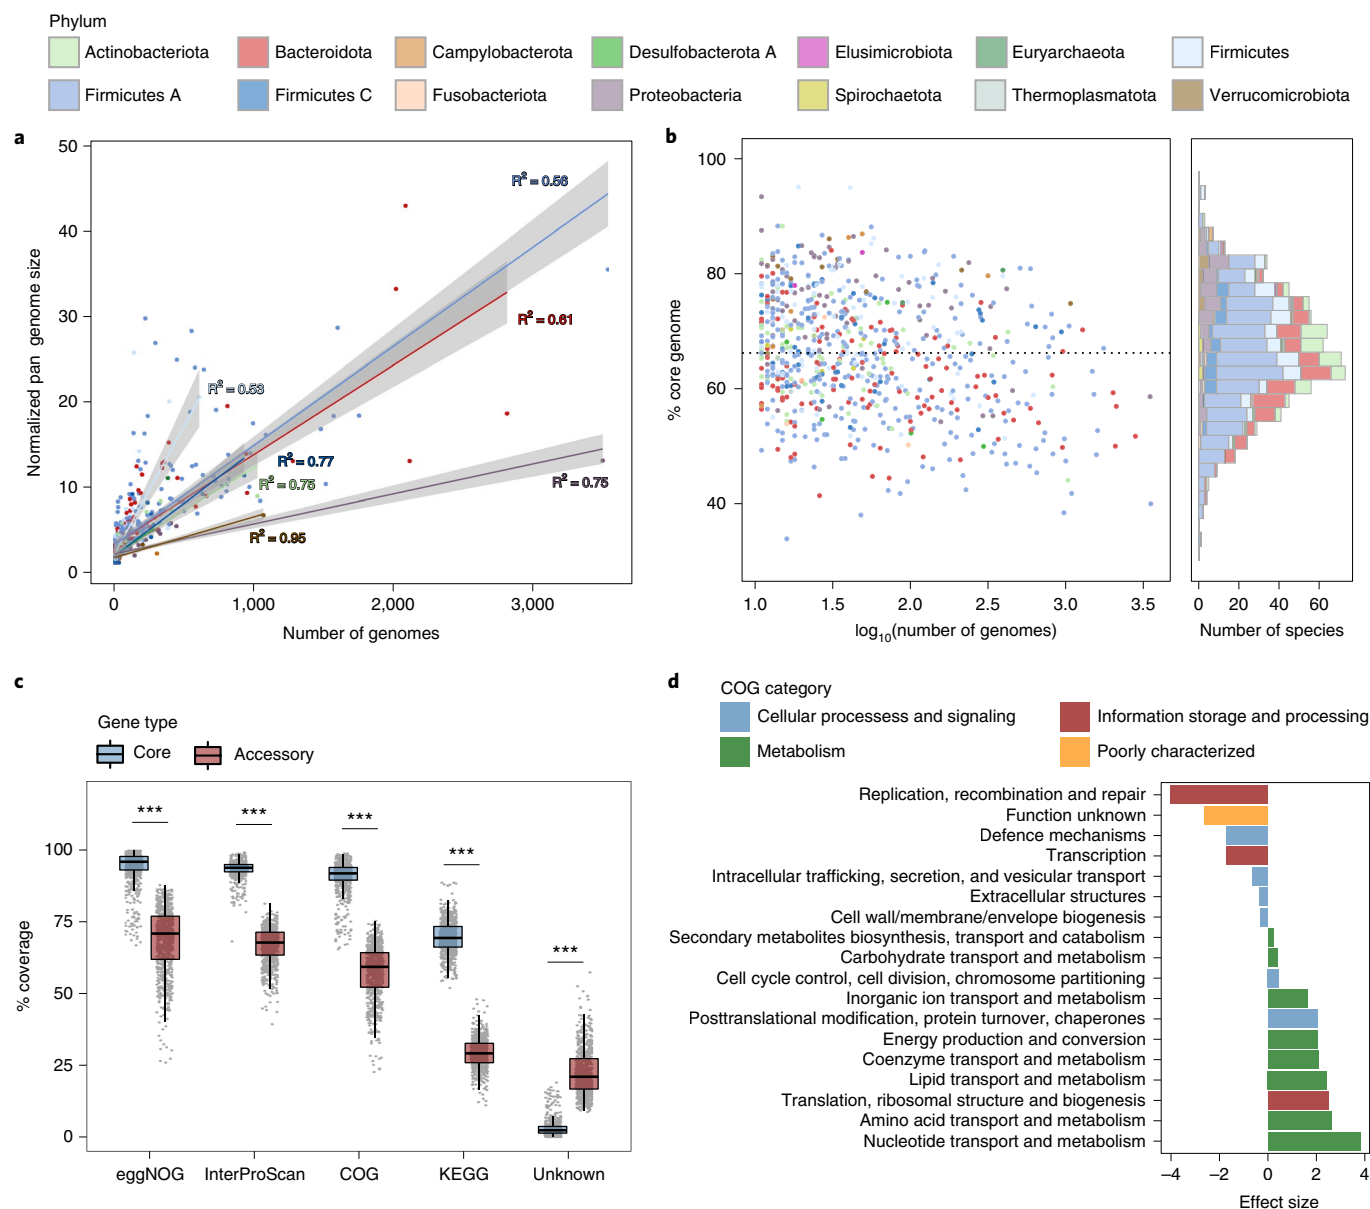 Phylum
Actinobacteriota Bacteroidota Campylobacterota Desulfobacterota A Elusimicrobiota Euryarchaeota Firmicutes
Firmicutes A Firmicutes C Fusobacteriota Proteobacteria Spirochaetota Thermoplasmatota Verrucomicrobiota
a
Normalized pan genome size
50
40
30
20
10
0
R² = 0.56
R² = 0.61
R² = 0.53
R² = 0.77
R² = 0.75
R² = 0.75
R² = 0.95
0 1,000 2,000 3,000
Number of genomes
b
% core genome
100
80
60
40
1.0 1.5 2.0 2.5 3.0 3.5
log₁₀(number of genomes)
0 20 40 60
Number of species
c
Gene type
Core Accessory
% coverage
100
75
50
25
0
*** *** *** *** ***
eggNOG InterProScan COG KEGG Unknown
d
COG category
Cellular processess and signaling Information storage and processing
Metabolism Poorly characterized
Replication, recombination and repair
Function unknown
Defence mechanisms
Transcription
Intracellular trafficking, secretion, and vesicular transport
Extracellular structures
Cell wall/membrane/envelope biogenesis
Secondary metabolites biosynthesis, transport and catabolism
Carbohydrate transport and metabolism
Cell cycle control, cell division, chromosome partitioning
Inorganic ion transport and metabolism
Posttranslational modification, protein turnover, chaperones
Energy production and conversion
Coenzyme transport and metabolism
Lipid transport and metabolism
Translation, ribosomal structure and biogenesis
Amino acid transport and metabolism
Nucleotide transport and metabolism
−4 −2 0 2 4
Effect size